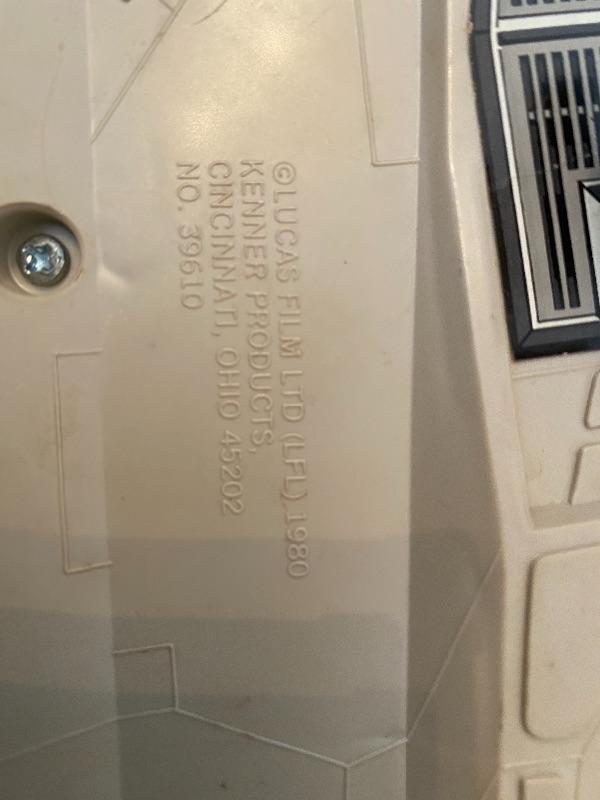 ©LUCAS FILM LTD (LFL) 1980
KENNER PRODUCTS,
CINCINNATI, OHIO 45202
NO. 39610